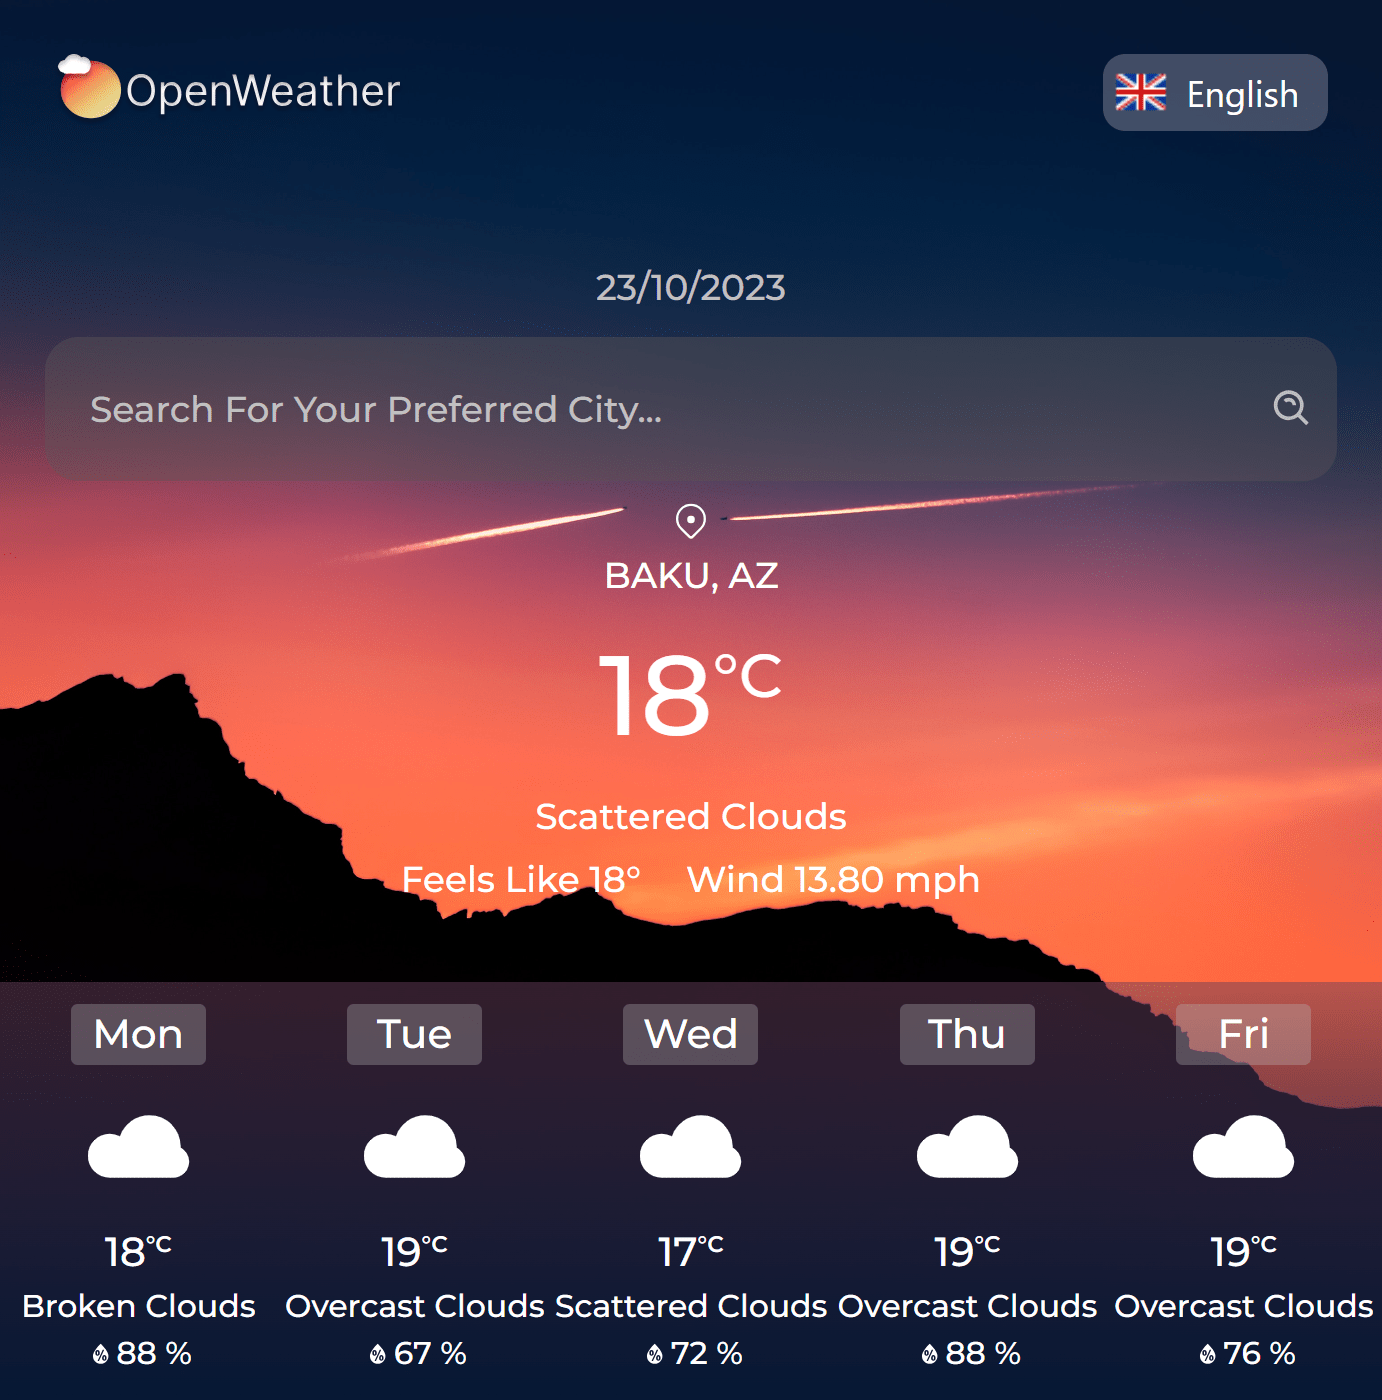 OpenWeather
English
23/10/2023
Search For Your Preferred City...
BAKU, AZ
18°C
Scattered Clouds
Feels Like 18° Wind 13.80 mph
Mon Tue Wed Thu Fri
18°C 19°C 17°C 19°C 19°C
Broken Clouds Overcast Clouds Scattered Clouds Overcast Clouds Overcast Clouds
88 % 67 % 72 % 88 % 76 %